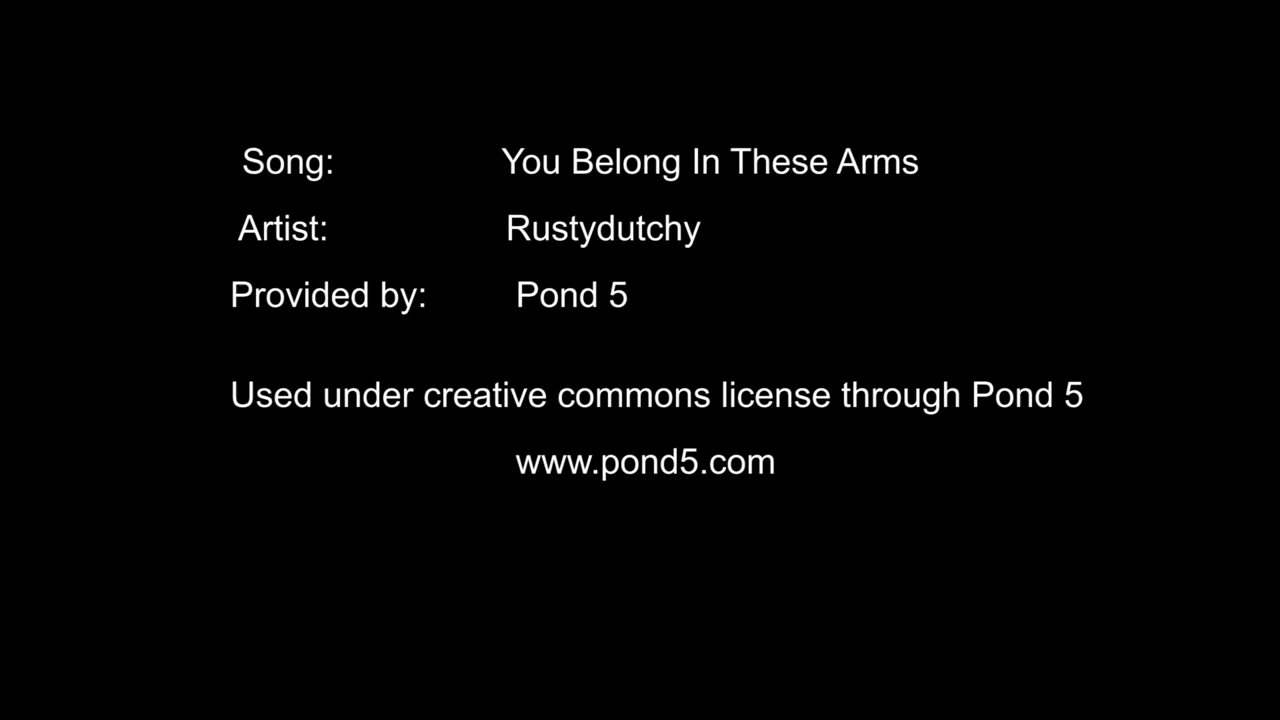 Song: You Belong In These Arms
Artist: Rustydutchy
Provided by: Pond 5
Used under creative commons license through Pond 5
www.pond5.com